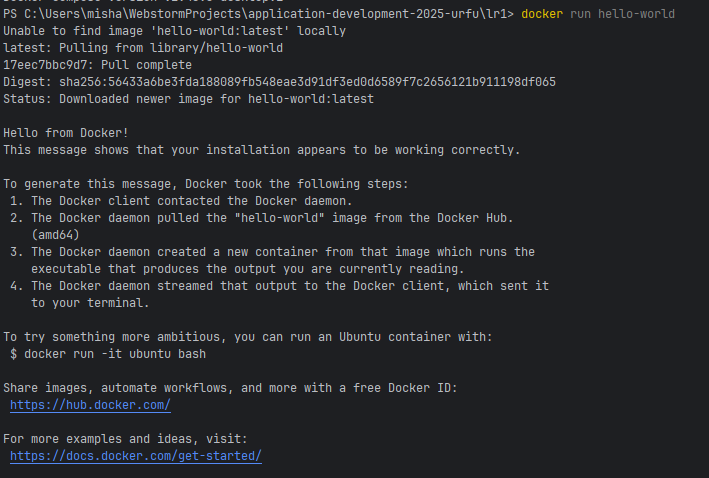 PS C:\Users\misha\WebstormProjects\application-development-2025-urfu\lr1> docker run hello-world
Unable to find image 'hello-world:latest' locally
latest: Pulling from library/hello-world
17eec7bbc9d7: Pull complete
Digest: sha256:56433a6be3fda188089fb548eae3d91df3ed0d6589f7c2656121b911198df065
Status: Downloaded newer image for hello-world:latest
Hello from Docker!
This message shows that your installation appears to be working correctly.
To generate this message, Docker took the following steps:
1. The Docker client contacted the Docker daemon.
2. The Docker daemon pulled the "hello-world" image from the Docker Hub.
(amd64)
3. The Docker daemon created a new container from that image which runs the
executable that produces the output you are currently reading.
4. The Docker daemon streamed that output to the Docker client, which sent it
to your terminal.
To try something more ambitious, you can run an Ubuntu container with:
$ docker run -it ubuntu bash
Share images, automate workflows, and more with a free Docker ID:
https://hub.docker.com/
For more examples and ideas, visit:
https://docs.docker.com/get-started/